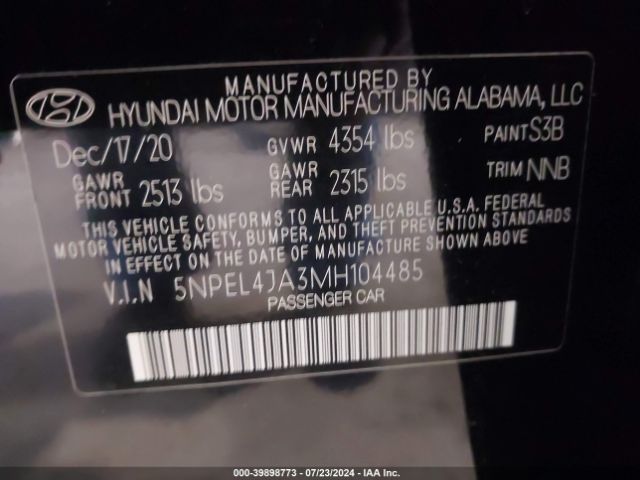 MANUFACTURED BY
HYUNDAI MOTOR MANUFACTURING ALABAMA, LLC
Dec/17/20 GVWR 4354 lbs PAINT S3B
GAWR FRONT 2513 lbs GAWR REAR 2315 lbs TRIM NNB
THIS VEHICLE CONFORMS TO ALL APPLICABLE U.S.A. FEDERAL
MOTOR VEHICLE SAFETY, BUMPER, AND THEFT PREVENTION STANDARDS
IN EFFECT ON THE DATE OF MANUFACTURE SHOWN ABOVE
V.I.N 5NPEL4JA3MH104485
PASSENGER CAR
000-39898773 - 07/23/2024 - IAA Inc.